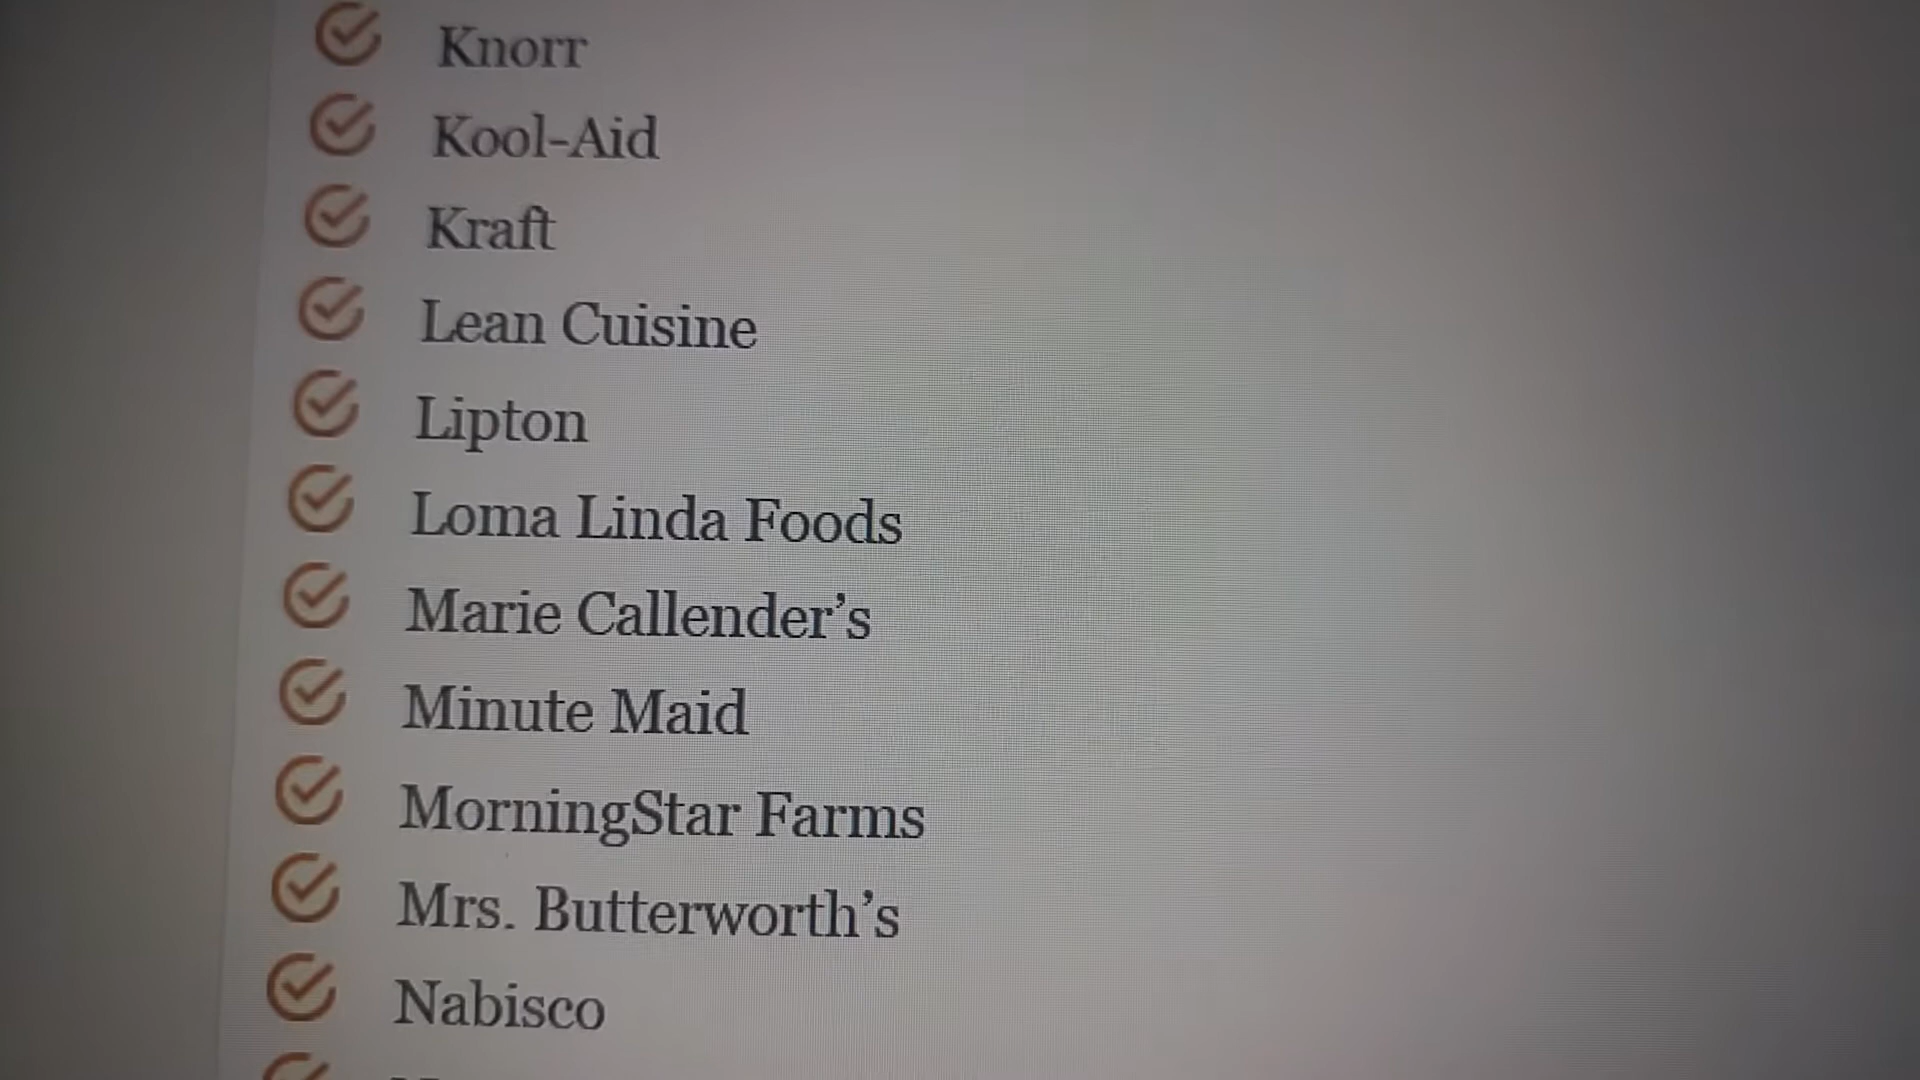 Knorr
Kool-Aid
Kraft
Lean Cuisine
Lipton
Loma Linda Foods
Marie Callender’s
Minute Maid
MorningStar Farms
Mrs. Butterworth’s
Nabisco